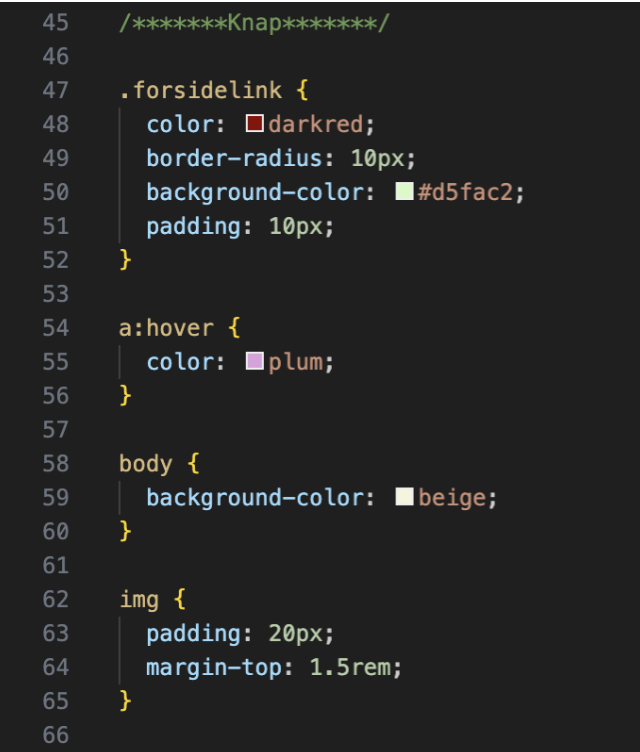 45 /*******Knap*******/
46
47 .forsidelink {
48 color: darkred;
49 border-radius: 10px;
50 background-color: #d5fac2;
51 padding: 10px;
52 }
53
54 a:hover {
55 color: plum;
56 }
57
58 body {
59 background-color: beige;
60 }
61
62 img {
63 padding: 20px;
64 margin-top: 1.5rem;
65 }
66